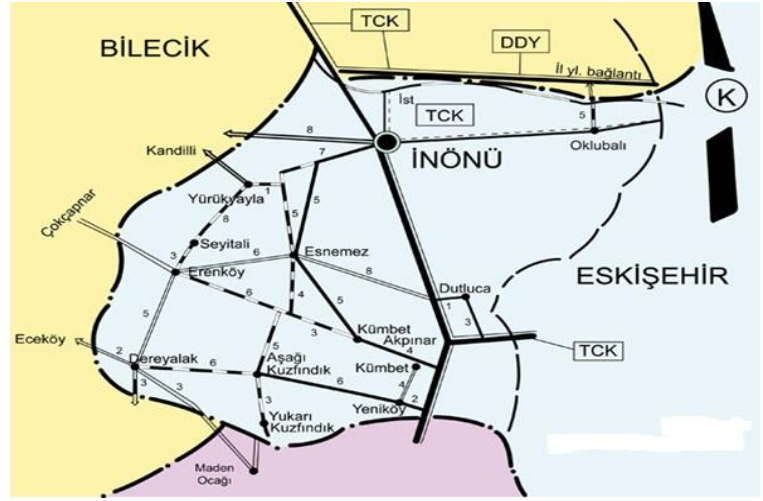 TCK
BİLECİK
DDY
İl yl. bağlantı
İst
TCK
K
8
5
Kandilli
7
Oklubalı
İNÖNÜ
Yürükyayla
1
5
5
Çokçapnar
8
Seyitali
3
6
Esnemez
8
ESKİŞEHİR
Erenköy
Dutluca
1
3
6
4
5
5
3
Kümbet
Akpınar
Eceköy
2
Dereyalak
6
5
Aşağı
Kuzfındık
4
Kümbet
TCK
3
3
6
4
Yeniköy
2
3
Yukarı
Kuzfındık
Maden
Ocağı